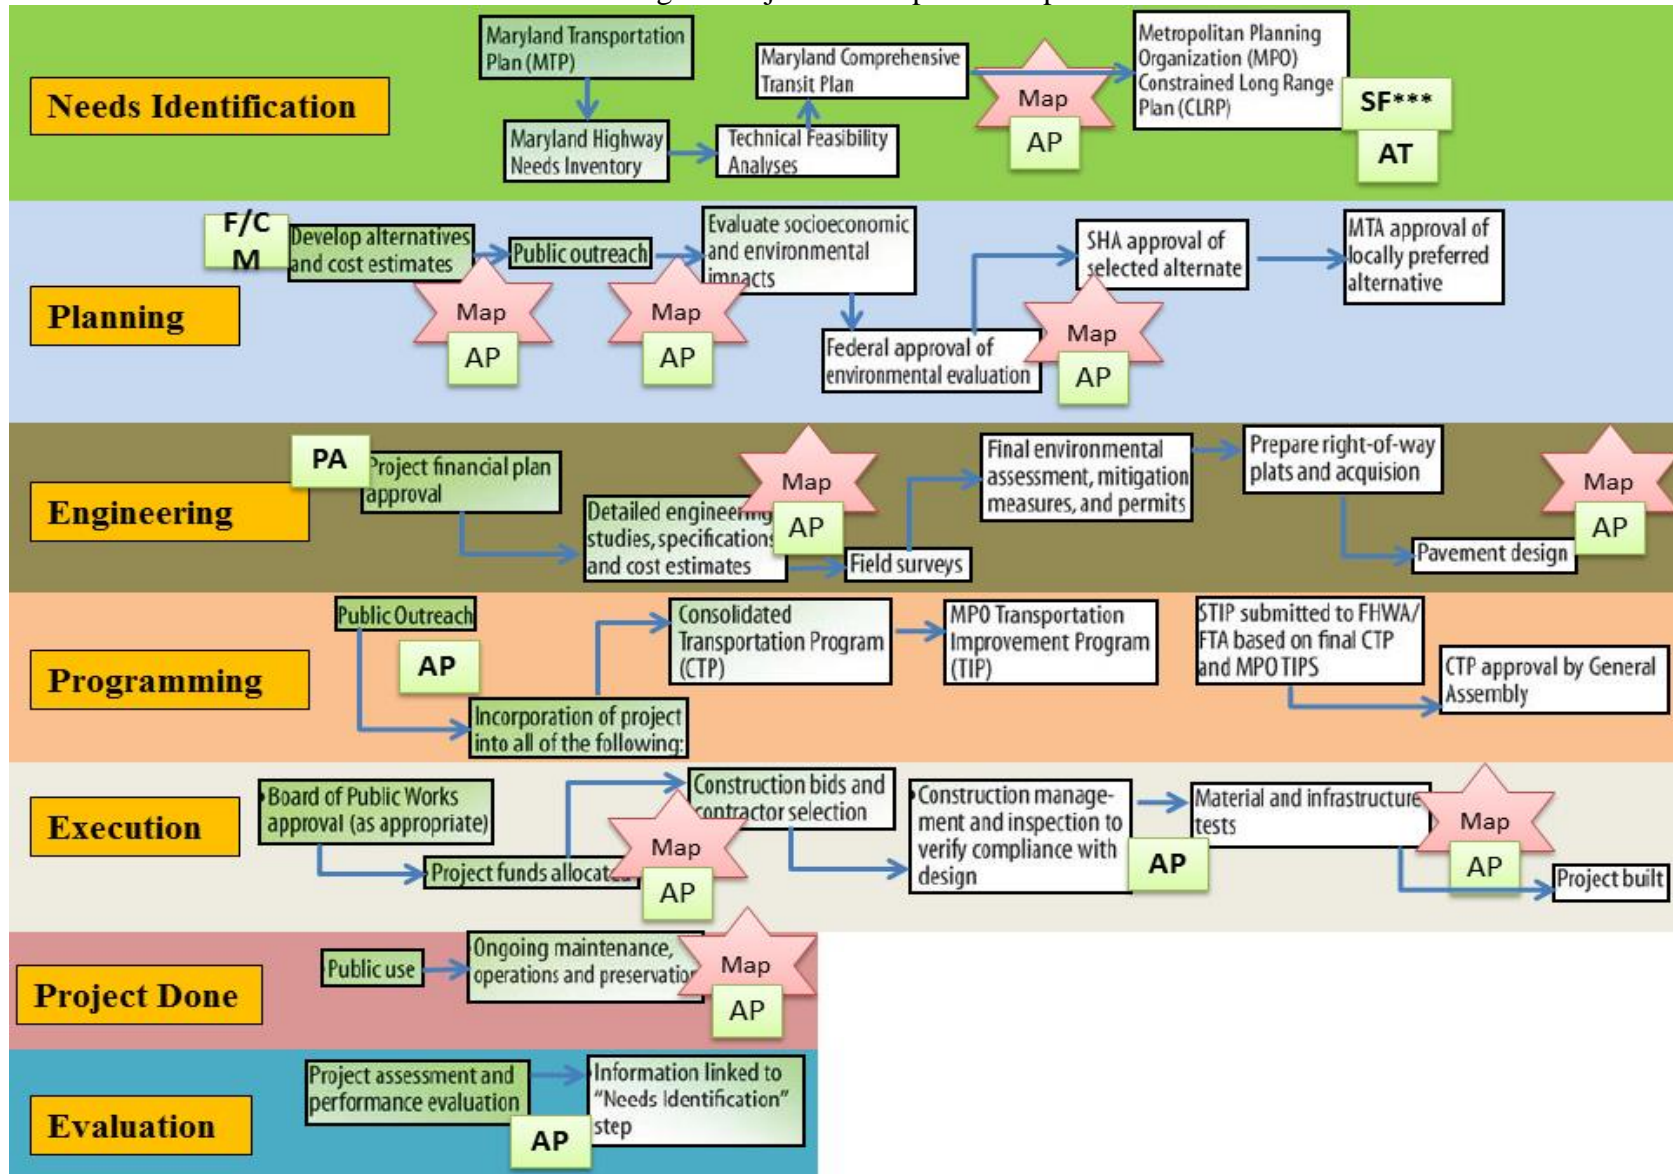 Needs Identification
Maryland Transportation
Plan (MTP)
Maryland Highway
Needs Inventory
Technical Feasibility
Analyses
Maryland Comprehensive
Transit Plan
Map
AP
Metropolitan Planning
Organization (MPO)
Constrained Long Range
Plan (CLRP)
SF***
AT
Planning
F/C
M
Develop alternatives
and cost estimates
Map
AP
Public outreach
Map
AP
Evaluate socioeconomic
and environmental
impacts
Federal approval of
environmental evaluation
Map
AP
SHA approval of
selected alternate
MTA approval of
locally preferred
alternative
Engineering
PA
Project financial plan
approval
Detailed engineering
studies, specifications
and cost estimates
Map
AP
Field surveys
Final environmental
assessment, mitigation
measures, and permits
Prepare right-of-way
plats and acquision
Pavement design
Map
AP
Programming
Public Outreach
AP
Incorporation of project
into all of the following:
Consolidated
Transportation Program
(CTP)
MPO Transportation
Improvement Program
(TIP)
STIP submitted to FHWA/
FTA based on final CTP
and MPO TIPS
CTP approval by General
Assembly
Execution
Board of Public Works
approval (as appropriate)
Project funds allocated
Map
AP
Construction bids and
contractor selection
Construction manage-
ment and inspection to
verify compliance with
design
AP
Material and infrastructure
tests
Map
AP
Project built
Project Done
Public use
Ongoing maintenance,
operations and preservation
Map
AP
Evaluation
Project assessment and
performance evaluation
AP
Information linked to
“Needs Identification”
step